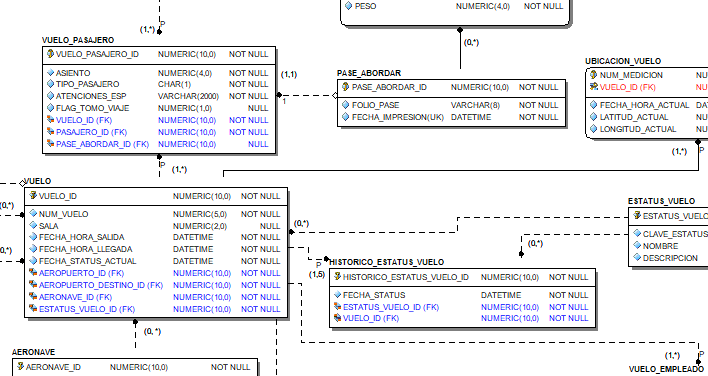 PESO NUMERIC(4,0) NOT NULL
(1,*)
P
(0,*)
VUELO_PASAJERO
VUELO_PASAJERO_ID NUMERIC(10,0) NOT NULL
ASIENTO NUMERIC(4,0) NOT NULL
TIPO_PASAJERO CHAR(1) NOT NULL
ATENCIONES_ESP VARCHAR(2000) NOT NULL
FLAG_TOMO_VIAJE NUMERIC(1,0) NULL
VUELO_ID (FK) NUMERIC(10,0) NOT NULL
PASAJERO_ID (FK) NUMERIC(10,0) NOT NULL
PASE_ABORDAR_ID (FK) NUMERIC(10,0) NULL
(1,1)
1
PASE_ABORDAR
PASE_ABORDAR_ID NUMERIC(10,0) NOT NULL
FOLIO_PASE VARCHAR(8) NOT NULL
FECHA_IMPRESION(UK) DATETIME NOT NULL
UBICACION_VUELO
NUM_MEDICION NUM
VUELO_ID (FK) NUM
FECHA_HORA_ACTUAL DAT
LATITUD_ACTUAL NUM
LONGITUD_ACTUAL NUM
(1,*)
P
P
(1,*)
VUELO
VUELO_ID NUMERIC(10,0) NOT NULL
NUM_VUELO NUMERIC(5,0) NOT NULL
SALA NUMERIC(2,0) NULL
FECHA_HORA_SALIDA DATETIME NOT NULL
FECHA_HORA_LLEGADA DATETIME NOT NULL
FECHA_STATUS_ACTUAL DATETIME NOT NULL
AEROPUERTO_ID (FK) NUMERIC(10,0) NOT NULL
AEROPUERTO_DESTINO_ID (FK) NUMERIC(10,0) NOT NULL
AERONAVE_ID (FK) NUMERIC(10,0) NOT NULL
ESTATUS_VUELO_ID (FK) NUMERIC(10,0) NOT NULL
(0,*)
(0,*)
(0,*)
(0,*)
P
(1,5)
ESTATUS_VUELO
ESTATUS_VUELO
CLAVE_ESTATUS
NOMBRE
DESCRIPCION
HISTORICO_ESTATUS_VUELO
HISTORICO_ESTATUS_VUELO_ID NUMERIC(10,0) NOT NULL
FECHA_STATUS DATETIME NOT NULL
ESTATUS_VUELO_ID (FK) NUMERIC(10,0) NOT NULL
VUELO_ID (FK) NUMERIC(10,0) NOT NULL
(0, *)
AERONAVE
AERONAVE_ID NUMERIC(10,0) NOT NULL
(1,*)
P
VUELO_EMPLEADO